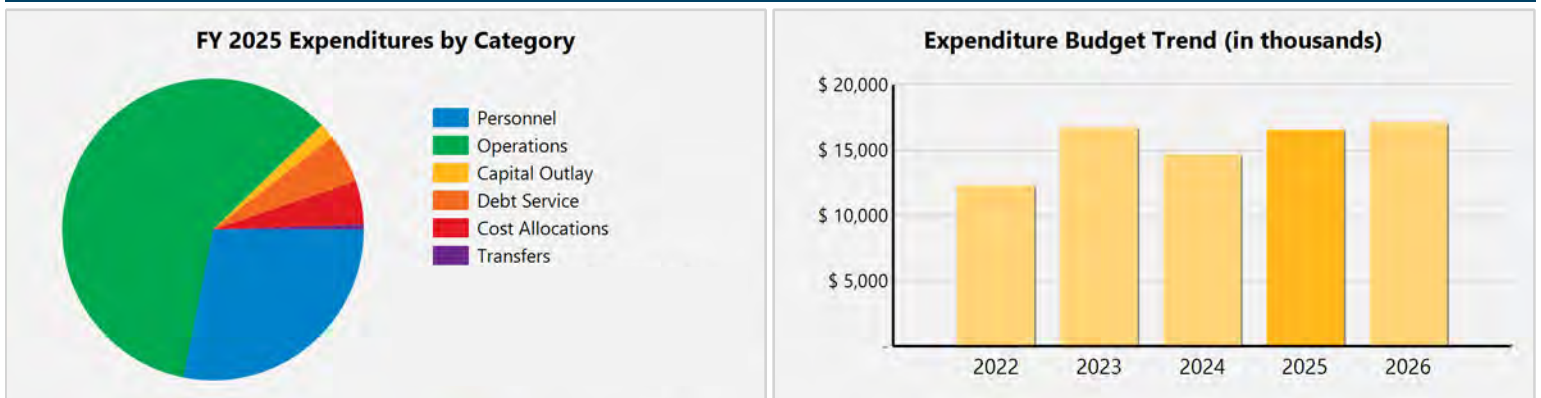 FY 2025 Expenditures by Category
Personnel
Operations
Capital Outlay
Debt Service
Cost Allocations
Transfers
Expenditure Budget Trend (in thousands)
$ 20,000
$ 15,000
$ 10,000
$ 5,000
-
2022 2023 2024 2025 2026